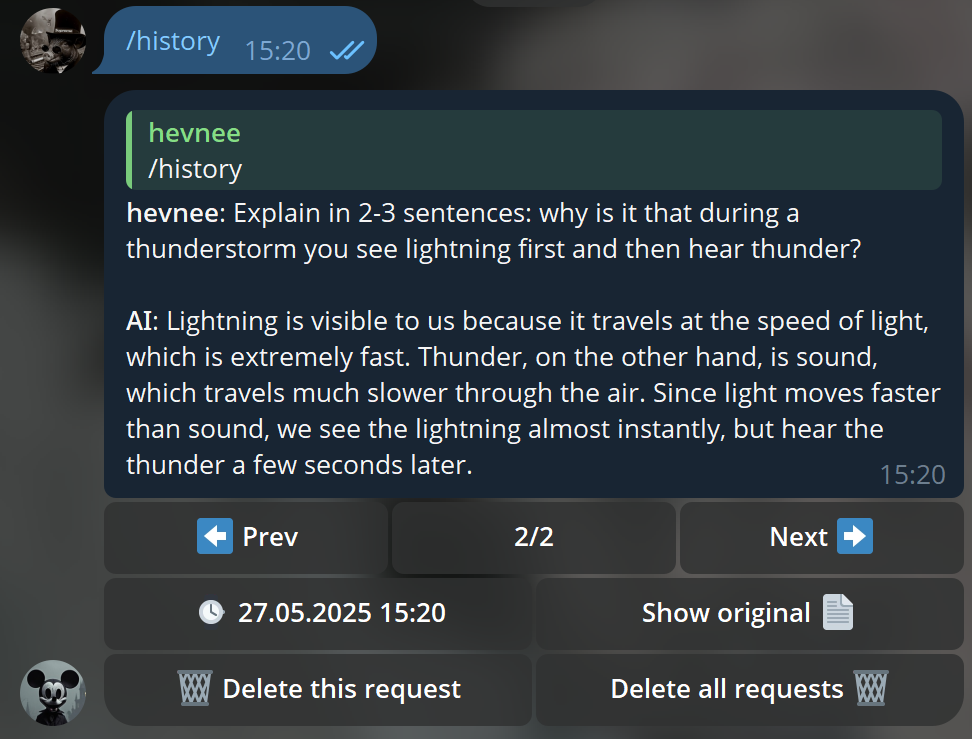 /history 15:20
hevnee
/history
hevnee: Explain in 2-3 sentences: why is it that during a
thunderstorm you see lightning first and then hear thunder?
AI: Lightning is visible to us because it travels at the speed of light,
which is extremely fast. Thunder, on the other hand, is sound,
which travels much slower through the air. Since light moves faster
than sound, we see the lightning almost instantly, but hear the
thunder a few seconds later.
15:20
Prev 2/2 Next
27.05.2025 15:20 Show original
Delete this request Delete all requests